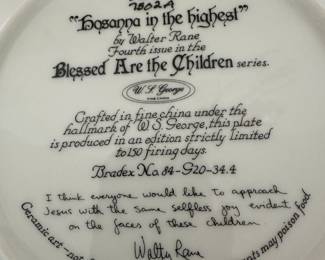 7802A
"Hosanna in the highest"
by Walter Rane
Fourth issue in the
Blessed Are the Children series.
W.S. George
Crafted in fine china under the
hallmark of W.S. George, this plate
is produced in an edition strictly limited
to 150 firing days.
Bradex No. 84-G20-34.4
I think everyone would like to approach
Jesus with the same selfless joy evident
on the faces of these children
Walter Rane
Ceramic art - not
may poison food